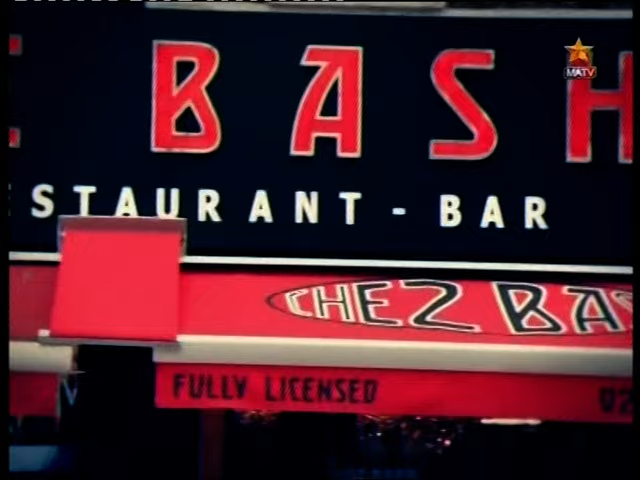 BASH
MATV
STAURANT - BAR
CHEZ BA
FULLY LICENSED